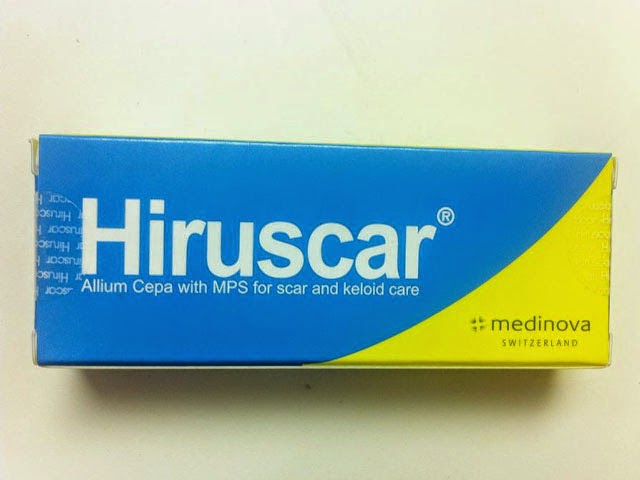 Hiruscar®
Allium Cepa with MPS for scar and keloid care
medinova
SWITZERLAND